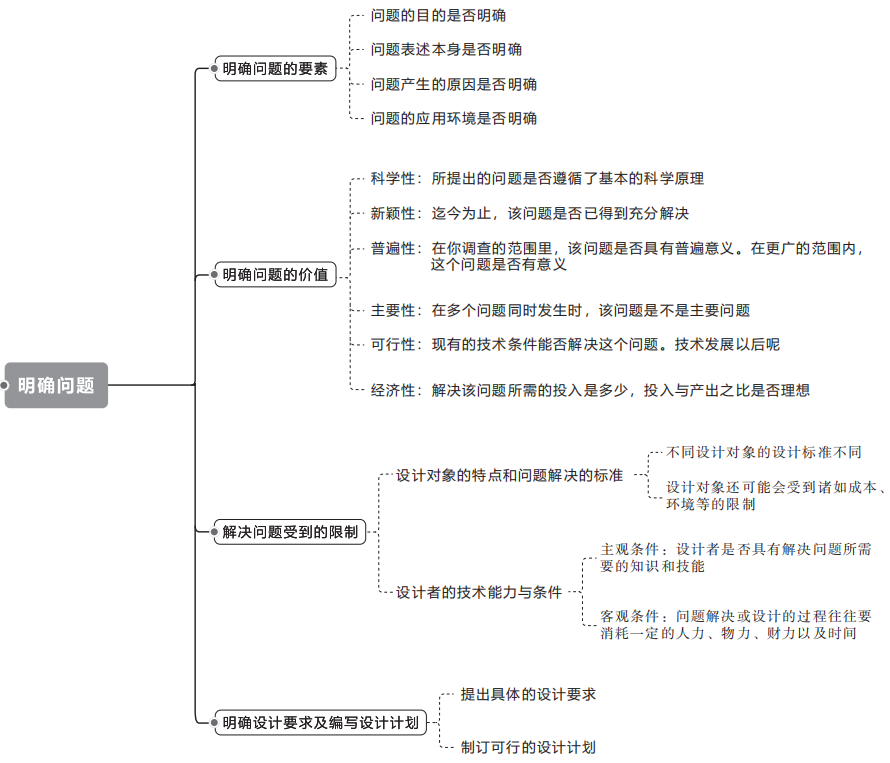 明确问题
明确问题的要素
问题的目的是否明确
问题表述本身是否明确
问题产生的原因是否明确
问题的应用环境是否明确
明确问题的价值
科学性：所提出的问题是否遵循了基本的科学原理
新颖性：迄今为止，该问题是否已得到充分解决
普遍性：在你调查的范围里，该问题是否具有普遍意义。在更广的范围内，
这个问题是否有意义
主要性：在多个问题同时发生时，该问题是不是主要问题
可行性：现有的技术条件能否解决这个问题。技术发展以后呢
经济性：解决该问题所需的投入是多少，投入与产出之比是否理想
解决问题受到的限制
设计对象的特点和问题解决的标准
不同设计对象的设计标准不同
设计对象还可能会受到诸如成本、
环境等的限制
设计者的技术能力与条件
主观条件：设计者是否具有解决问题所需
要的知识和技能
客观条件：问题解决或设计的过程往往要
消耗一定的人力、物力、财力以及时间
明确设计要求及编写设计计划
提出具体的设计要求
制订可行的设计计划